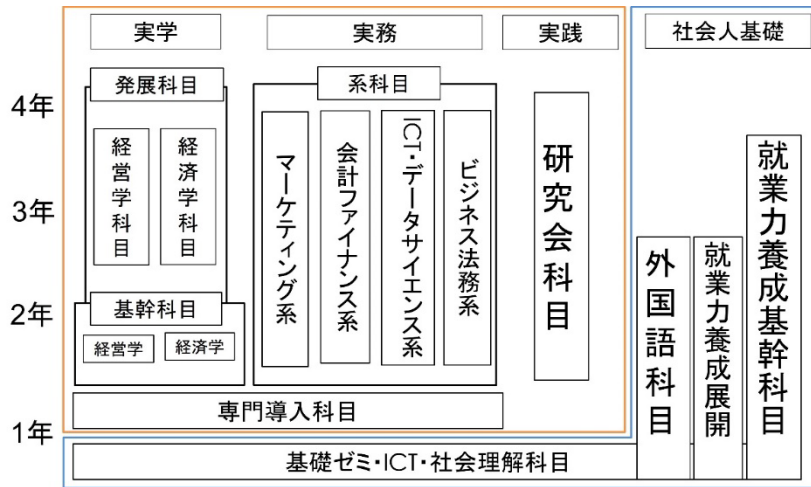 実学
実務
実践
社会人基礎
発展科目
系科目
4年
経営学科目
経済学科目
マーケティング系
会計ファイナンス系
ICT・データサイエンス系
ビジネス法務系
研究会科目
就業力養成基幹科目
3年
外国語科目
就業力養成展開
2年
基幹科目
経営学
経済学
専門導入科目
1年
基礎ゼミ・ICT・社会理解科目